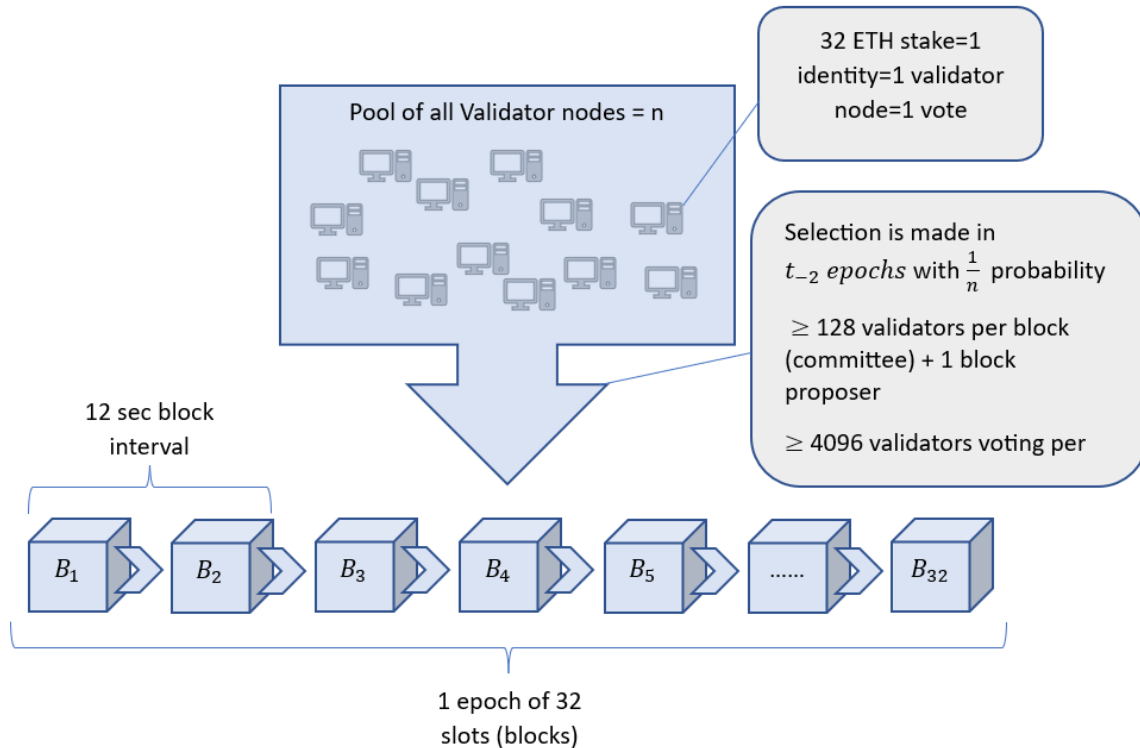 32 ETH stake=1
identity=1 validator
node=1 vote
Pool of all Validator nodes = n
Selection is made in
t₋₂ epochs with 1/n probability
≥ 128 validators per block
(committee) + 1 block
proposer
≥ 4096 validators voting per
12 sec block
interval
B₁ B₂ B₃ B₄ B₅ ...... B₃₂
1 epoch of 32
slots (blocks)